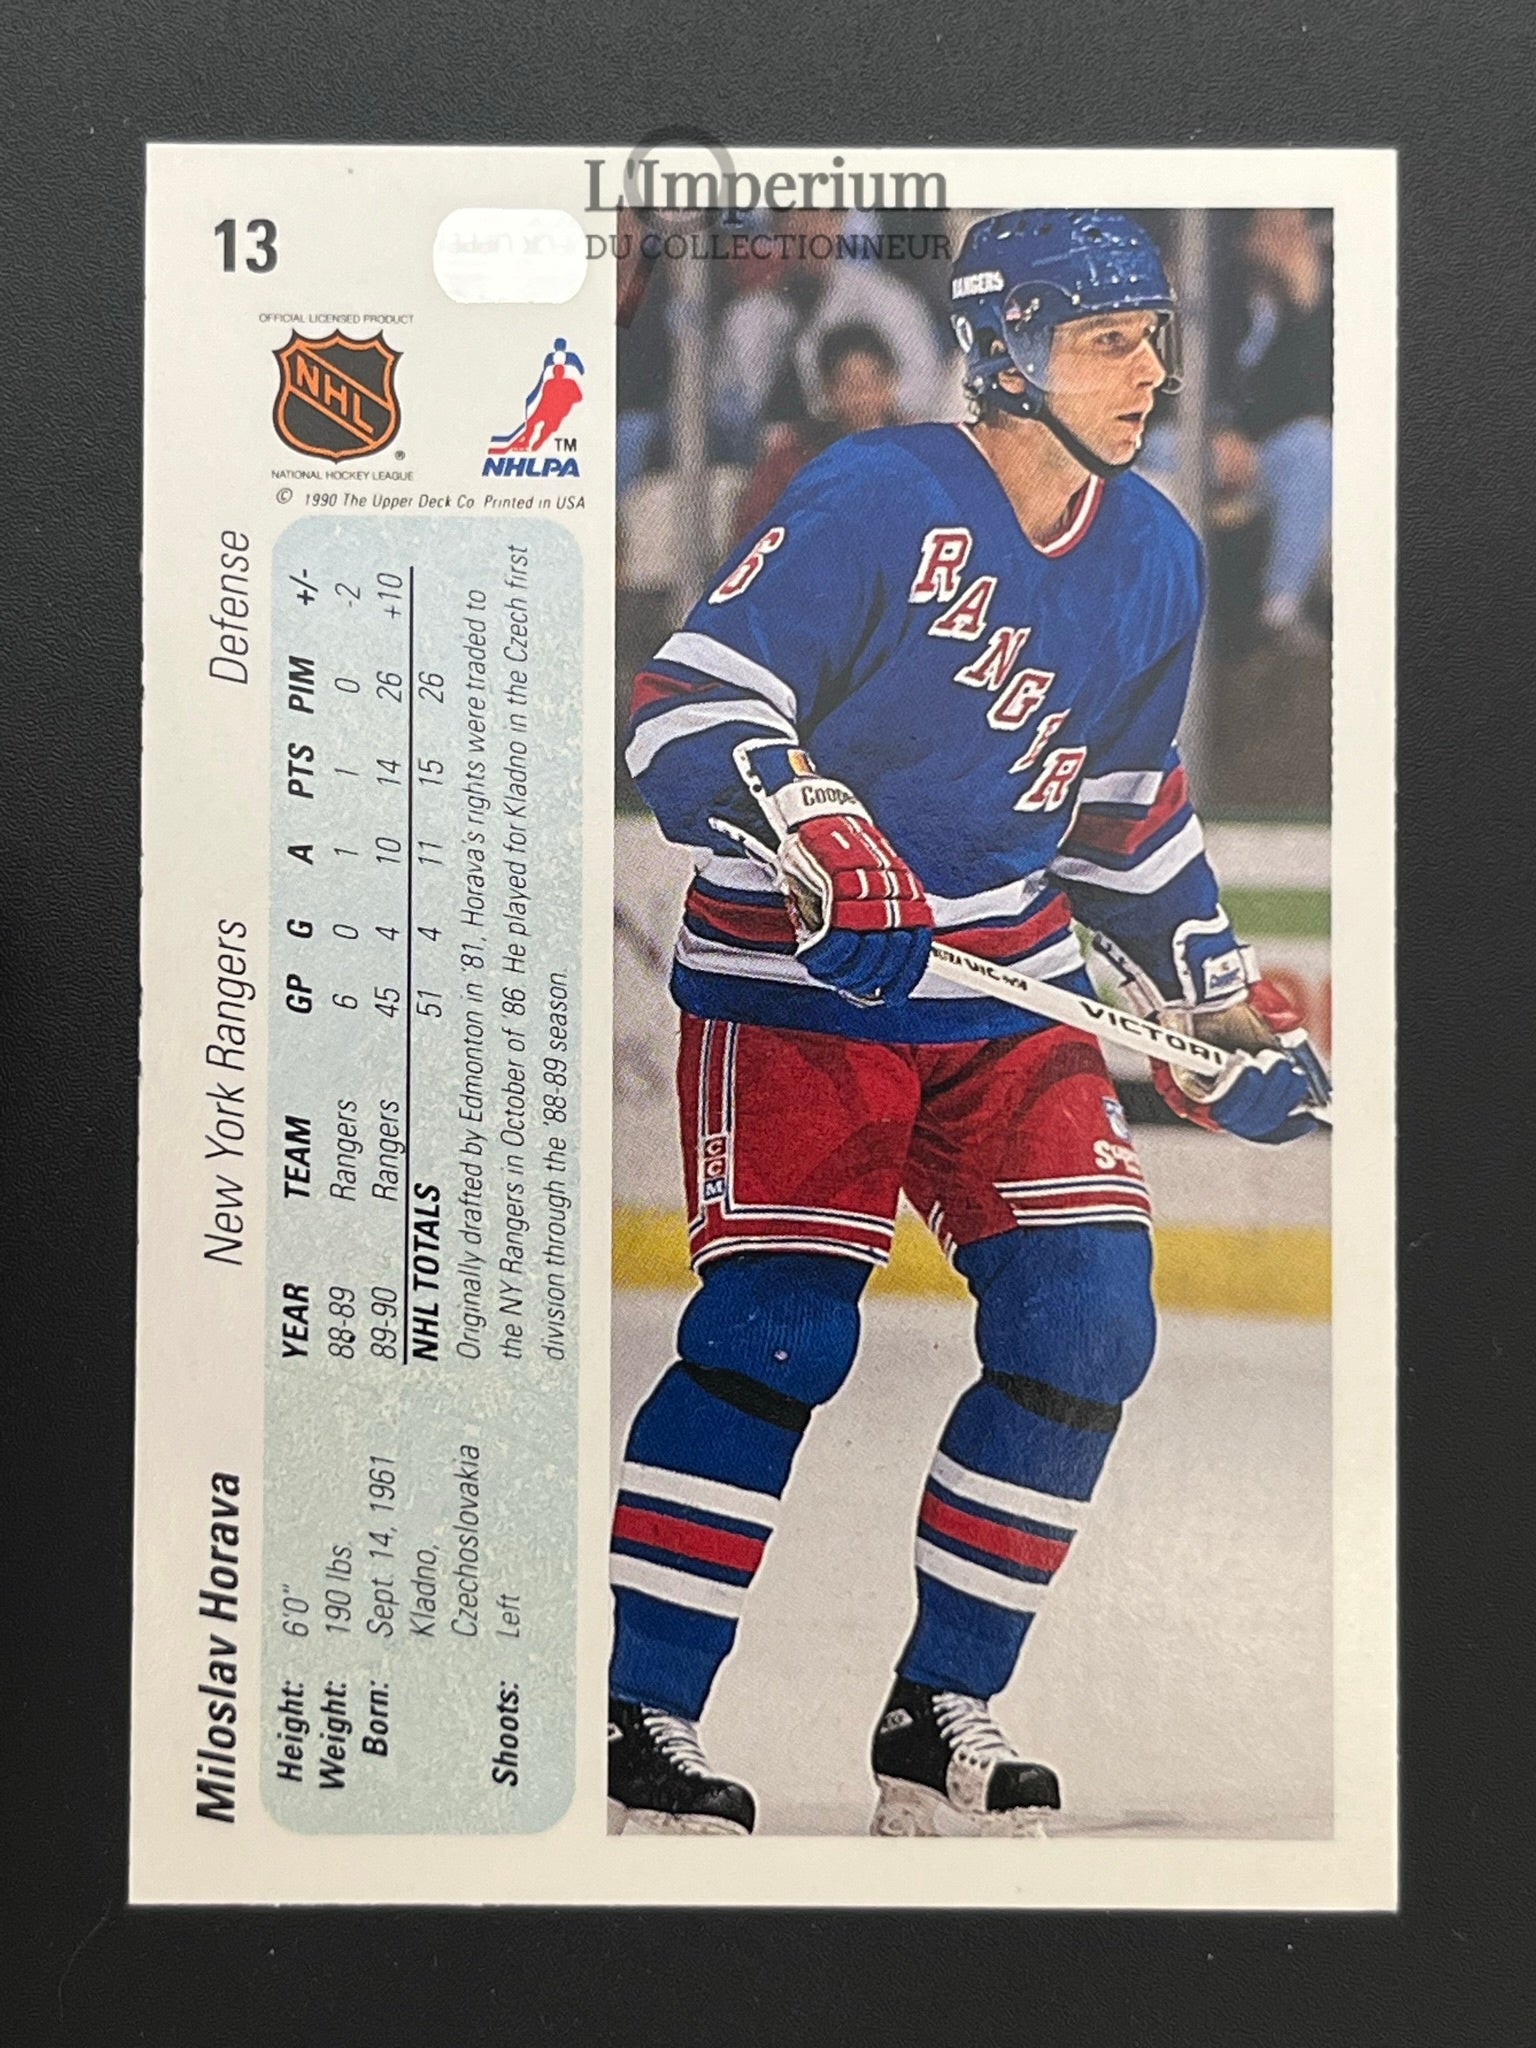 L'Imperium
DU COLLECTIONNEUR
13
OFFICIAL LICENSED PRODUCT
NHL
®
NATIONAL HOCKEY LEAGUE
TM
NHLPA
© 1990 The Upper Deck Co. Printed in USA
Miloslav Horava New York Rangers Defense
Height: 6'0"
Weight: 190 lbs.
Born: Sept. 14, 1961
Kladno,
Czechoslovakia
Shoots: Left
YEAR TEAM GP G A PTS PIM +/-
88-89 Rangers 6 0 1 1 0 -2
89-90 Rangers 45 4 10 14 26 +10
NHL TOTALS 51 4 11 15 26
Originally drafted by Edmonton in '81, Horava's rights were traded to
the NY Rangers in October of '86. He played for Kladno in the Czech first
division through the '88-89 season.
RANGERS
6
RANGER
Coope
VICTORI
CCM